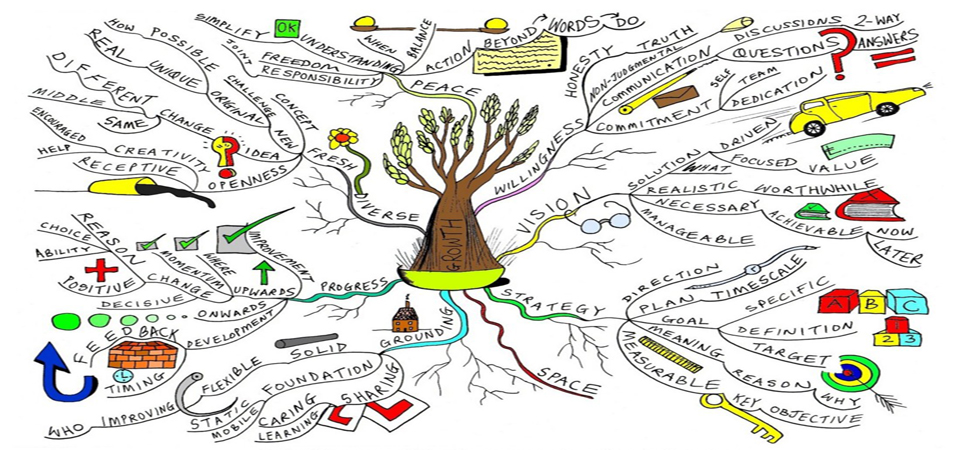 GROWTH
PEACE
UNDERSTANDING
SIMPLIFY
OK
WHEN
BALANCE
FREEDOM
JOINT
RESPONSIBILITY
ACTION
BEYOND
WORDS
DO
WILLINGNESS
HONESTY
TRUTH
NON-JUDGMENTAL
COMMUNICATION
DISCUSSIONS
2-WAY
QUESTIONS
?
ANSWERS
=
COMMITMENT
SELF
TEAM
DEDICATION
VISION
SOLUTION
DRIVEN
WHAT
FOCUSED
VALUE
REALISTIC
WORTHWHILE
NECESSARY
ACHIEVABLE
NOW
LATER
MANAGEABLE
STRATEGY
DIRECTION
PLAN
TIMESCALE
GOAL
SPECIFIC
DEFINITION
A B C
1
2 3
MEANING
TARGET
REASON
WHY
MEASURABLE
KEY OBJECTIVE
SPACE
GROUNDING
SOLID
FOUNDATION
FLEXIBLE
STATIC
MOBILE
SHARING
CARING
LEARNING
L
L
PROGRESS
UPWARDS
IMPROVEMENT
WHERE
MOMENTUM
REASON
CHOICE
ABILITY
POSITIVE
CHANGE
DECISIVE
ONWARDS
DEVELOPMENT
FEEDBACK
TIMING
IMPROVING
WHO
DIVERSE
FRESH
CONCEPT
NEW
CHALLENGE
ORIGINAL
POSSIBLE
HOW
UNIQUE
REAL
OPENNESS
IDEA
?
CHANGE
DIFFERENT
SAME
MIDDLE
CREATIVITY
ENCOURAGED
HELP
RECEPTIVE